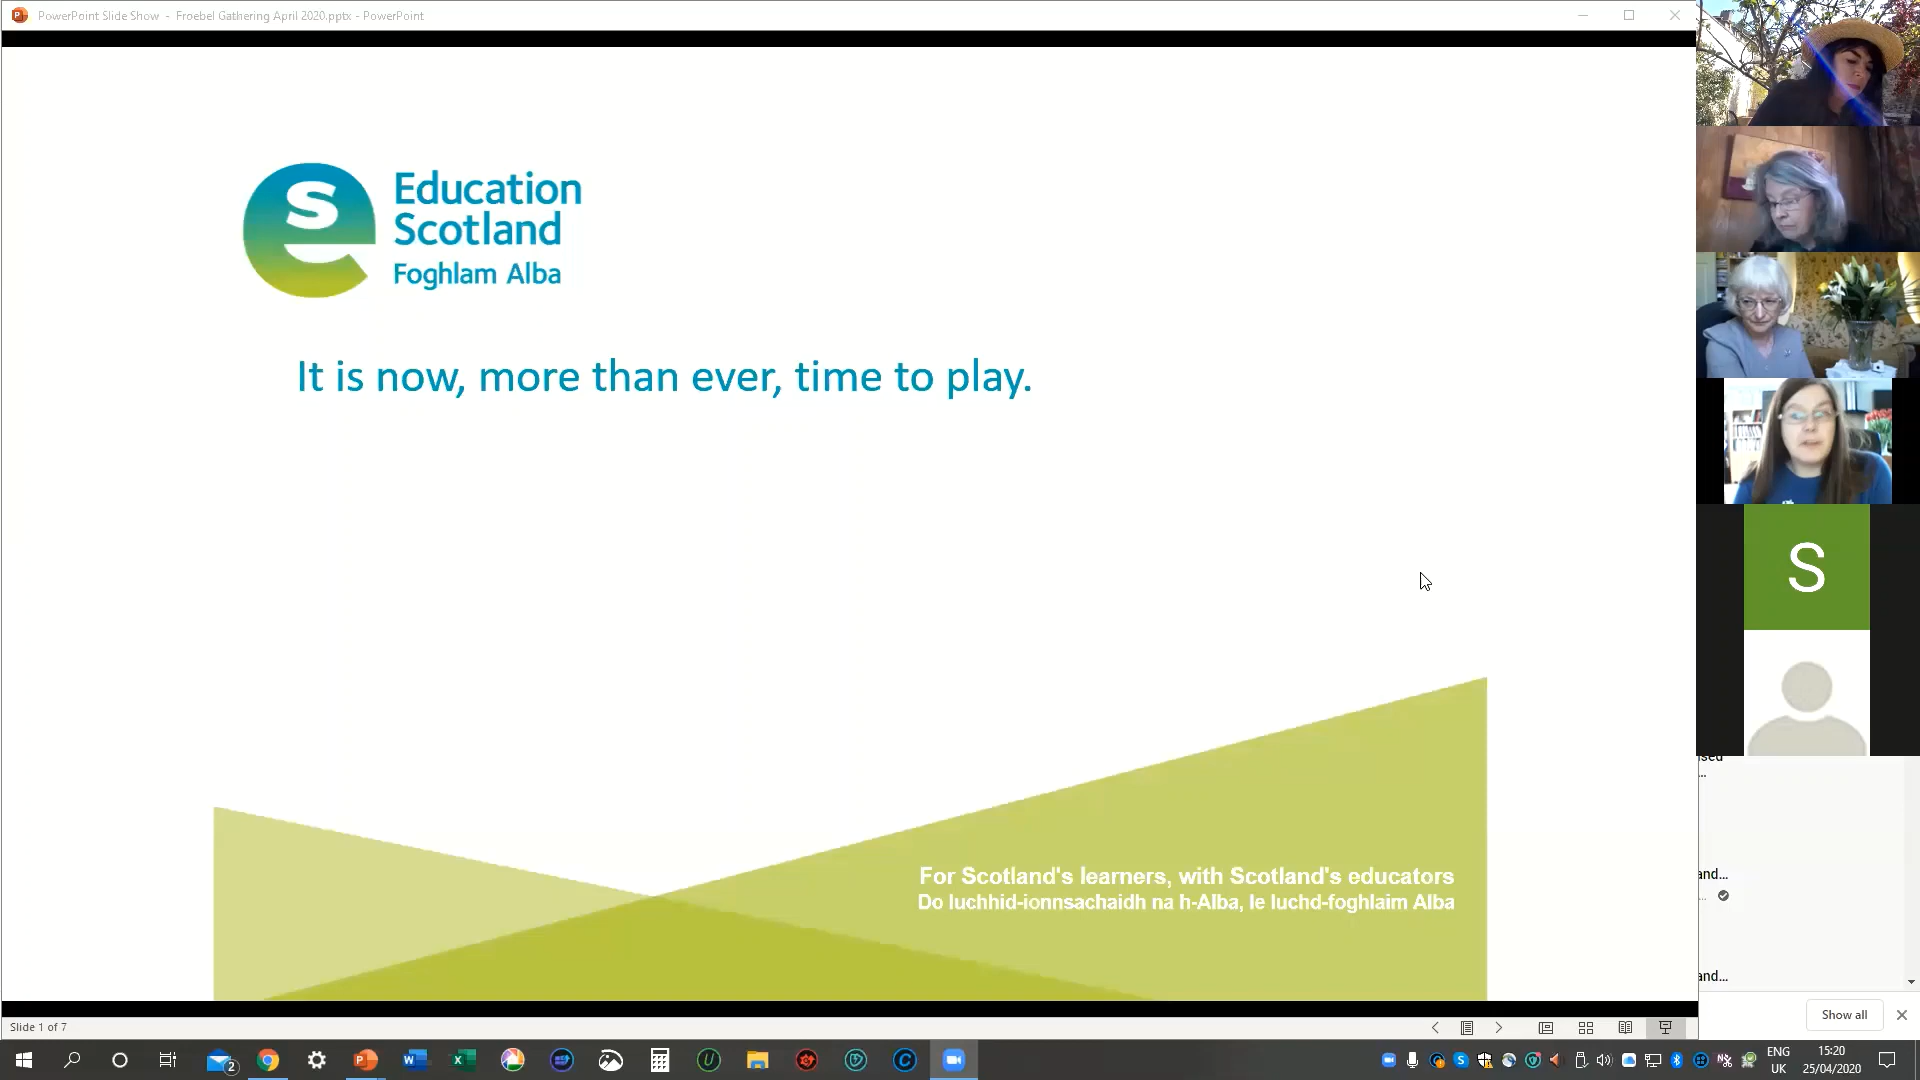 PowerPoint Slide Show - Froebel Gathering April 2020.pptx - PowerPoint
Education
Scotland
Foghlam Alba
It is now, more than ever, time to play.
For Scotland's learners, with Scotland's educators
Do luchhid-ionnsachaidh na h-Alba, le luchd-foghlaim Alba
S
and...
and...
Show all
Slide 1 of 7
2
ENG
UK
15:20
25/04/2020